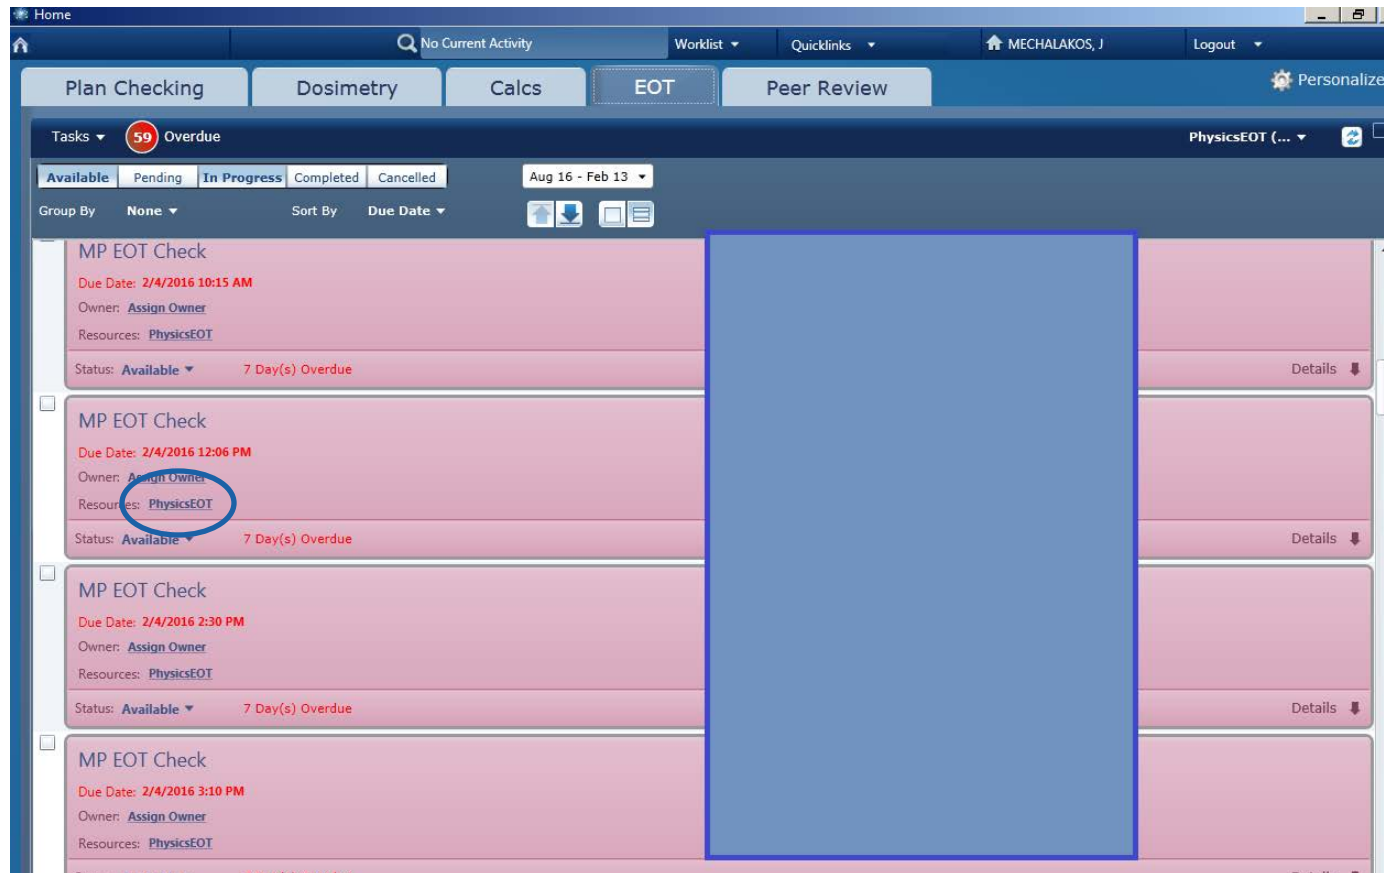 Home
No Current Activity Worklist Quicklinks MECHALAKOS, J Logout
Plan Checking Dosimetry Calcs EOT Peer Review Personalize
Tasks 59 Overdue PhysicsEOT (...
Available Pending In Progress Completed Cancelled Aug 16 - Feb 13
Group By None Sort By Due Date
MP EOT Check
Due Date: 2/4/2016 10:15 AM
Owner: Assign Owner
Resources: PhysicsEOT
Status: Available 7 Day(s) Overdue Details
MP EOT Check
Due Date: 2/4/2016 12:06 PM
Owner: Assign Owner
Resources: PhysicsEOT
Status: Available 7 Day(s) Overdue Details
MP EOT Check
Due Date: 2/4/2016 2:30 PM
Owner: Assign Owner
Resources: PhysicsEOT
Status: Available 7 Day(s) Overdue Details
MP EOT Check
Due Date: 2/4/2016 3:10 PM
Owner: Assign Owner
Resources: PhysicsEOT